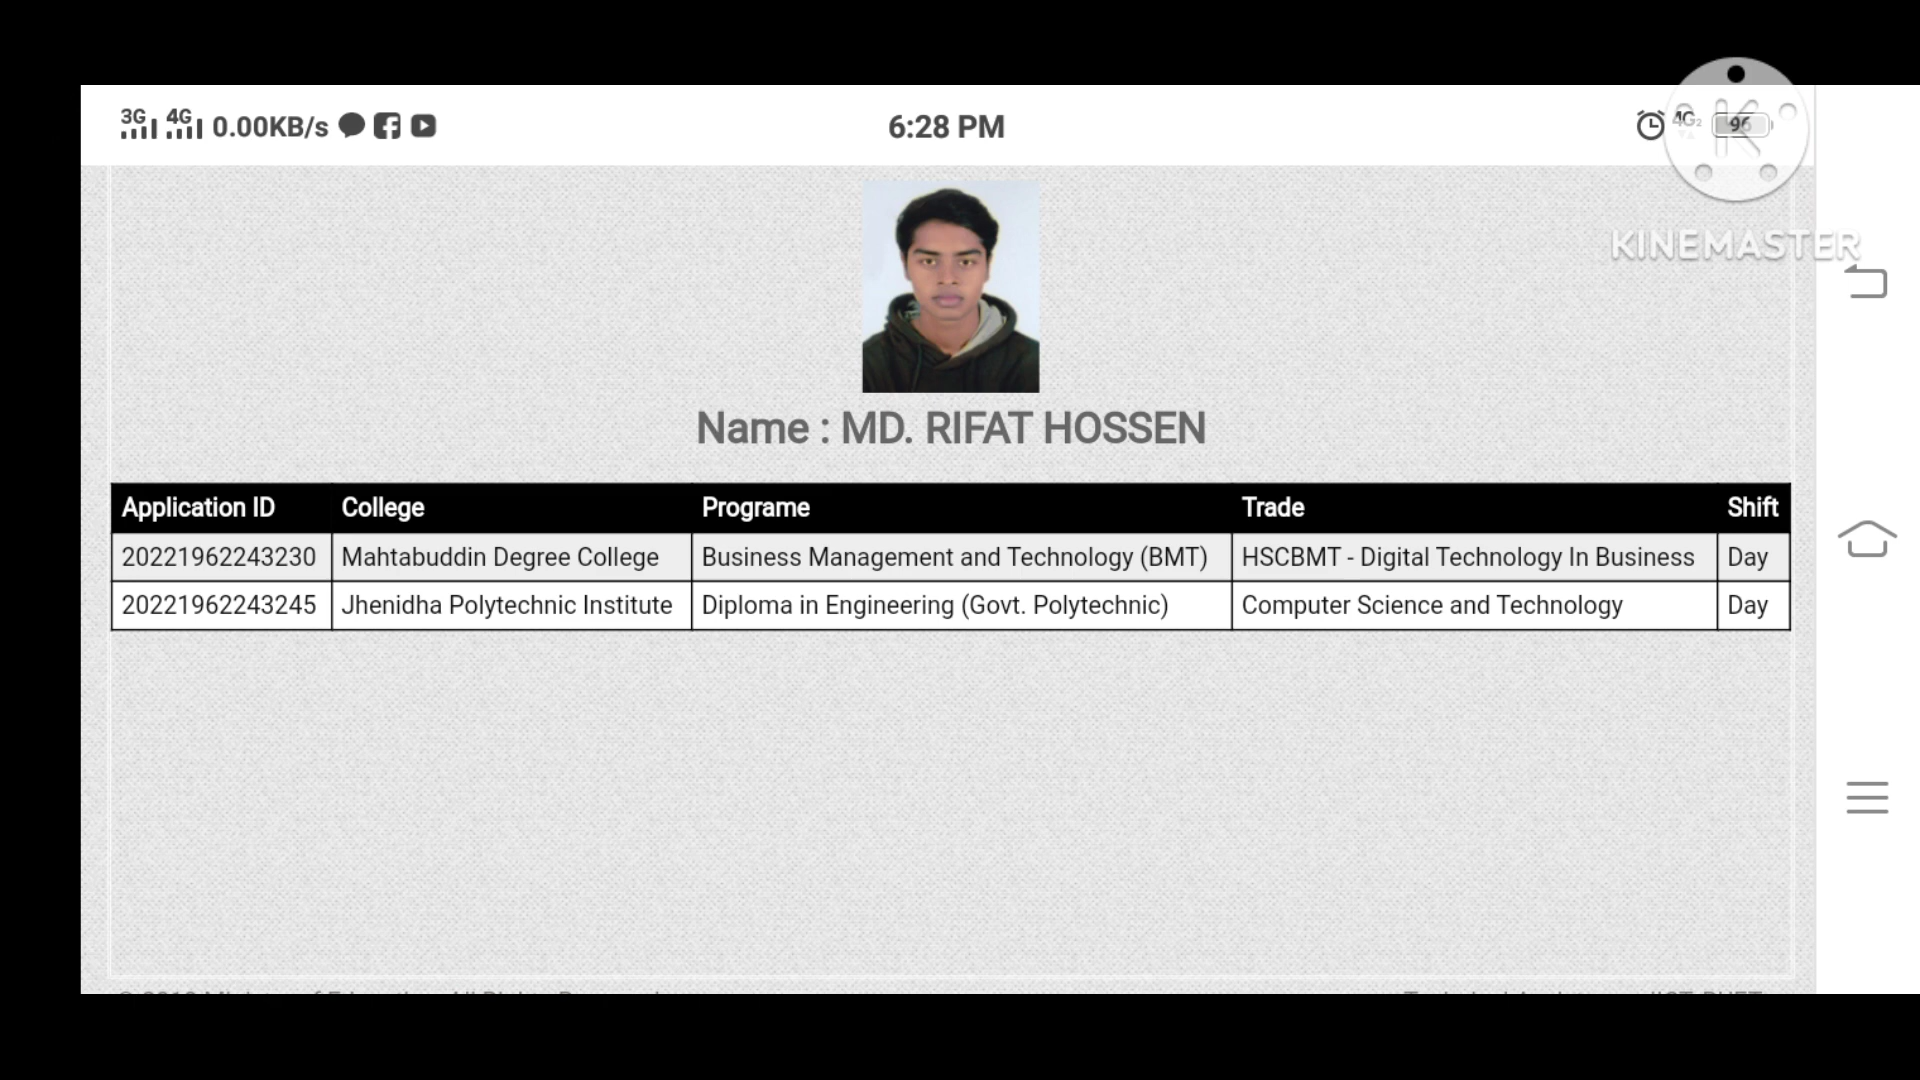 3G 4G 0.00KB/s 6:28 PM 4G2 96
KINEMASTER
Name : MD. RIFAT HOSSEN
Application ID College Programe Trade Shift
20221962243230 Mahtabuddin Degree College Business Management and Technology (BMT) HSCBMT - Digital Technology In Business Day
20221962243245 Jhenidha Polytechnic Institute Diploma in Engineering (Govt. Polytechnic) Computer Science and Technology Day